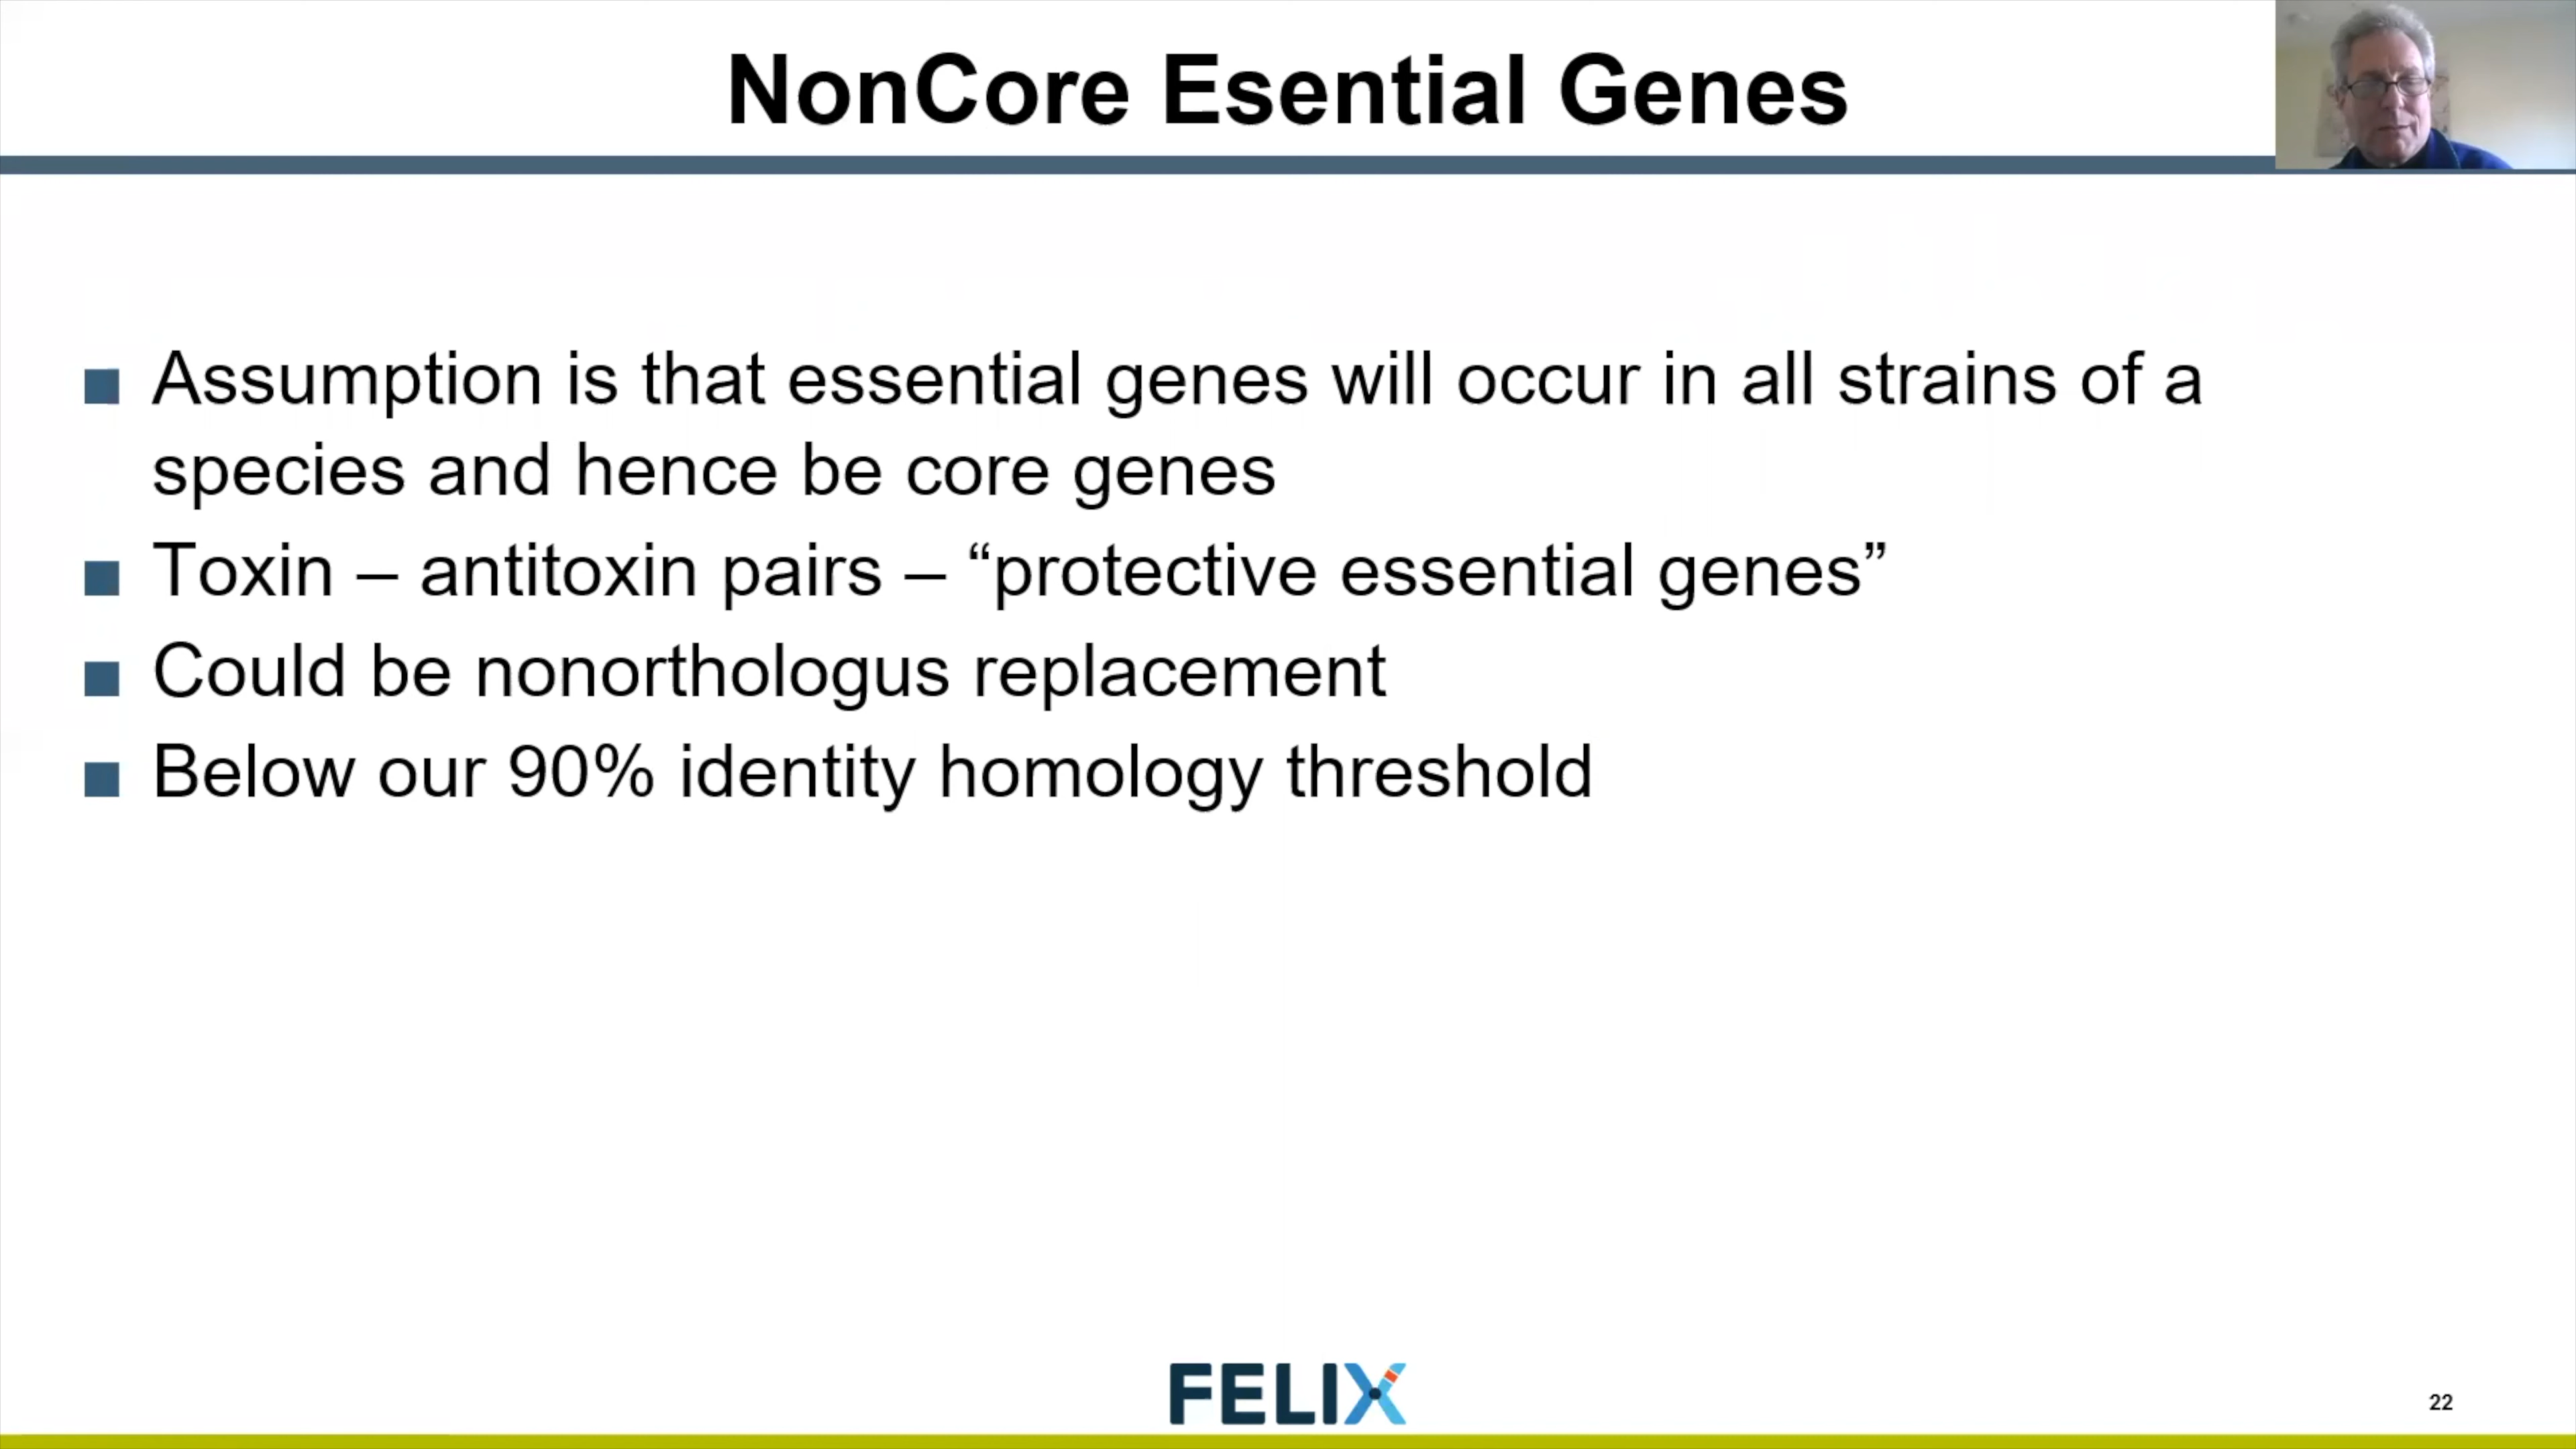 NonCore Esential Genes
Assumption is that essential genes will occur in all strains of a
species and hence be core genes
Toxin – antitoxin pairs – “protective essential genes”
Could be nonorthologus replacement
Below our 90% identity homology threshold
FELIX
22